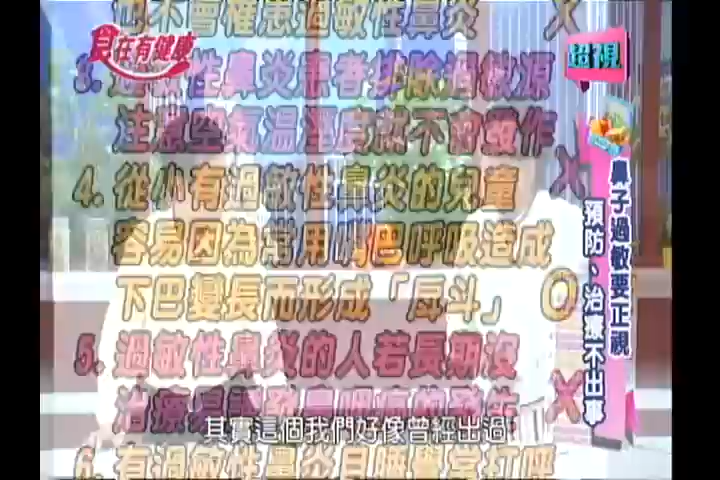 也不會罹患過敏性鼻炎 X
食在有健康
超視
3. 過敏性鼻炎患者排除過敏源
注意空氣溫溼度就不會發作 X
4. 從小有過敏性鼻炎的兒童
容易因為常用嘴巴呼吸造成
下巴變長而形成「戽斗」 O
5. 過敏性鼻炎的人若長期沒
治療 X
6. 有過敏性鼻炎且睡覺常打呼
鼻子過敏要正視
預防、治療不出事
其實這個我們好像曾經出過